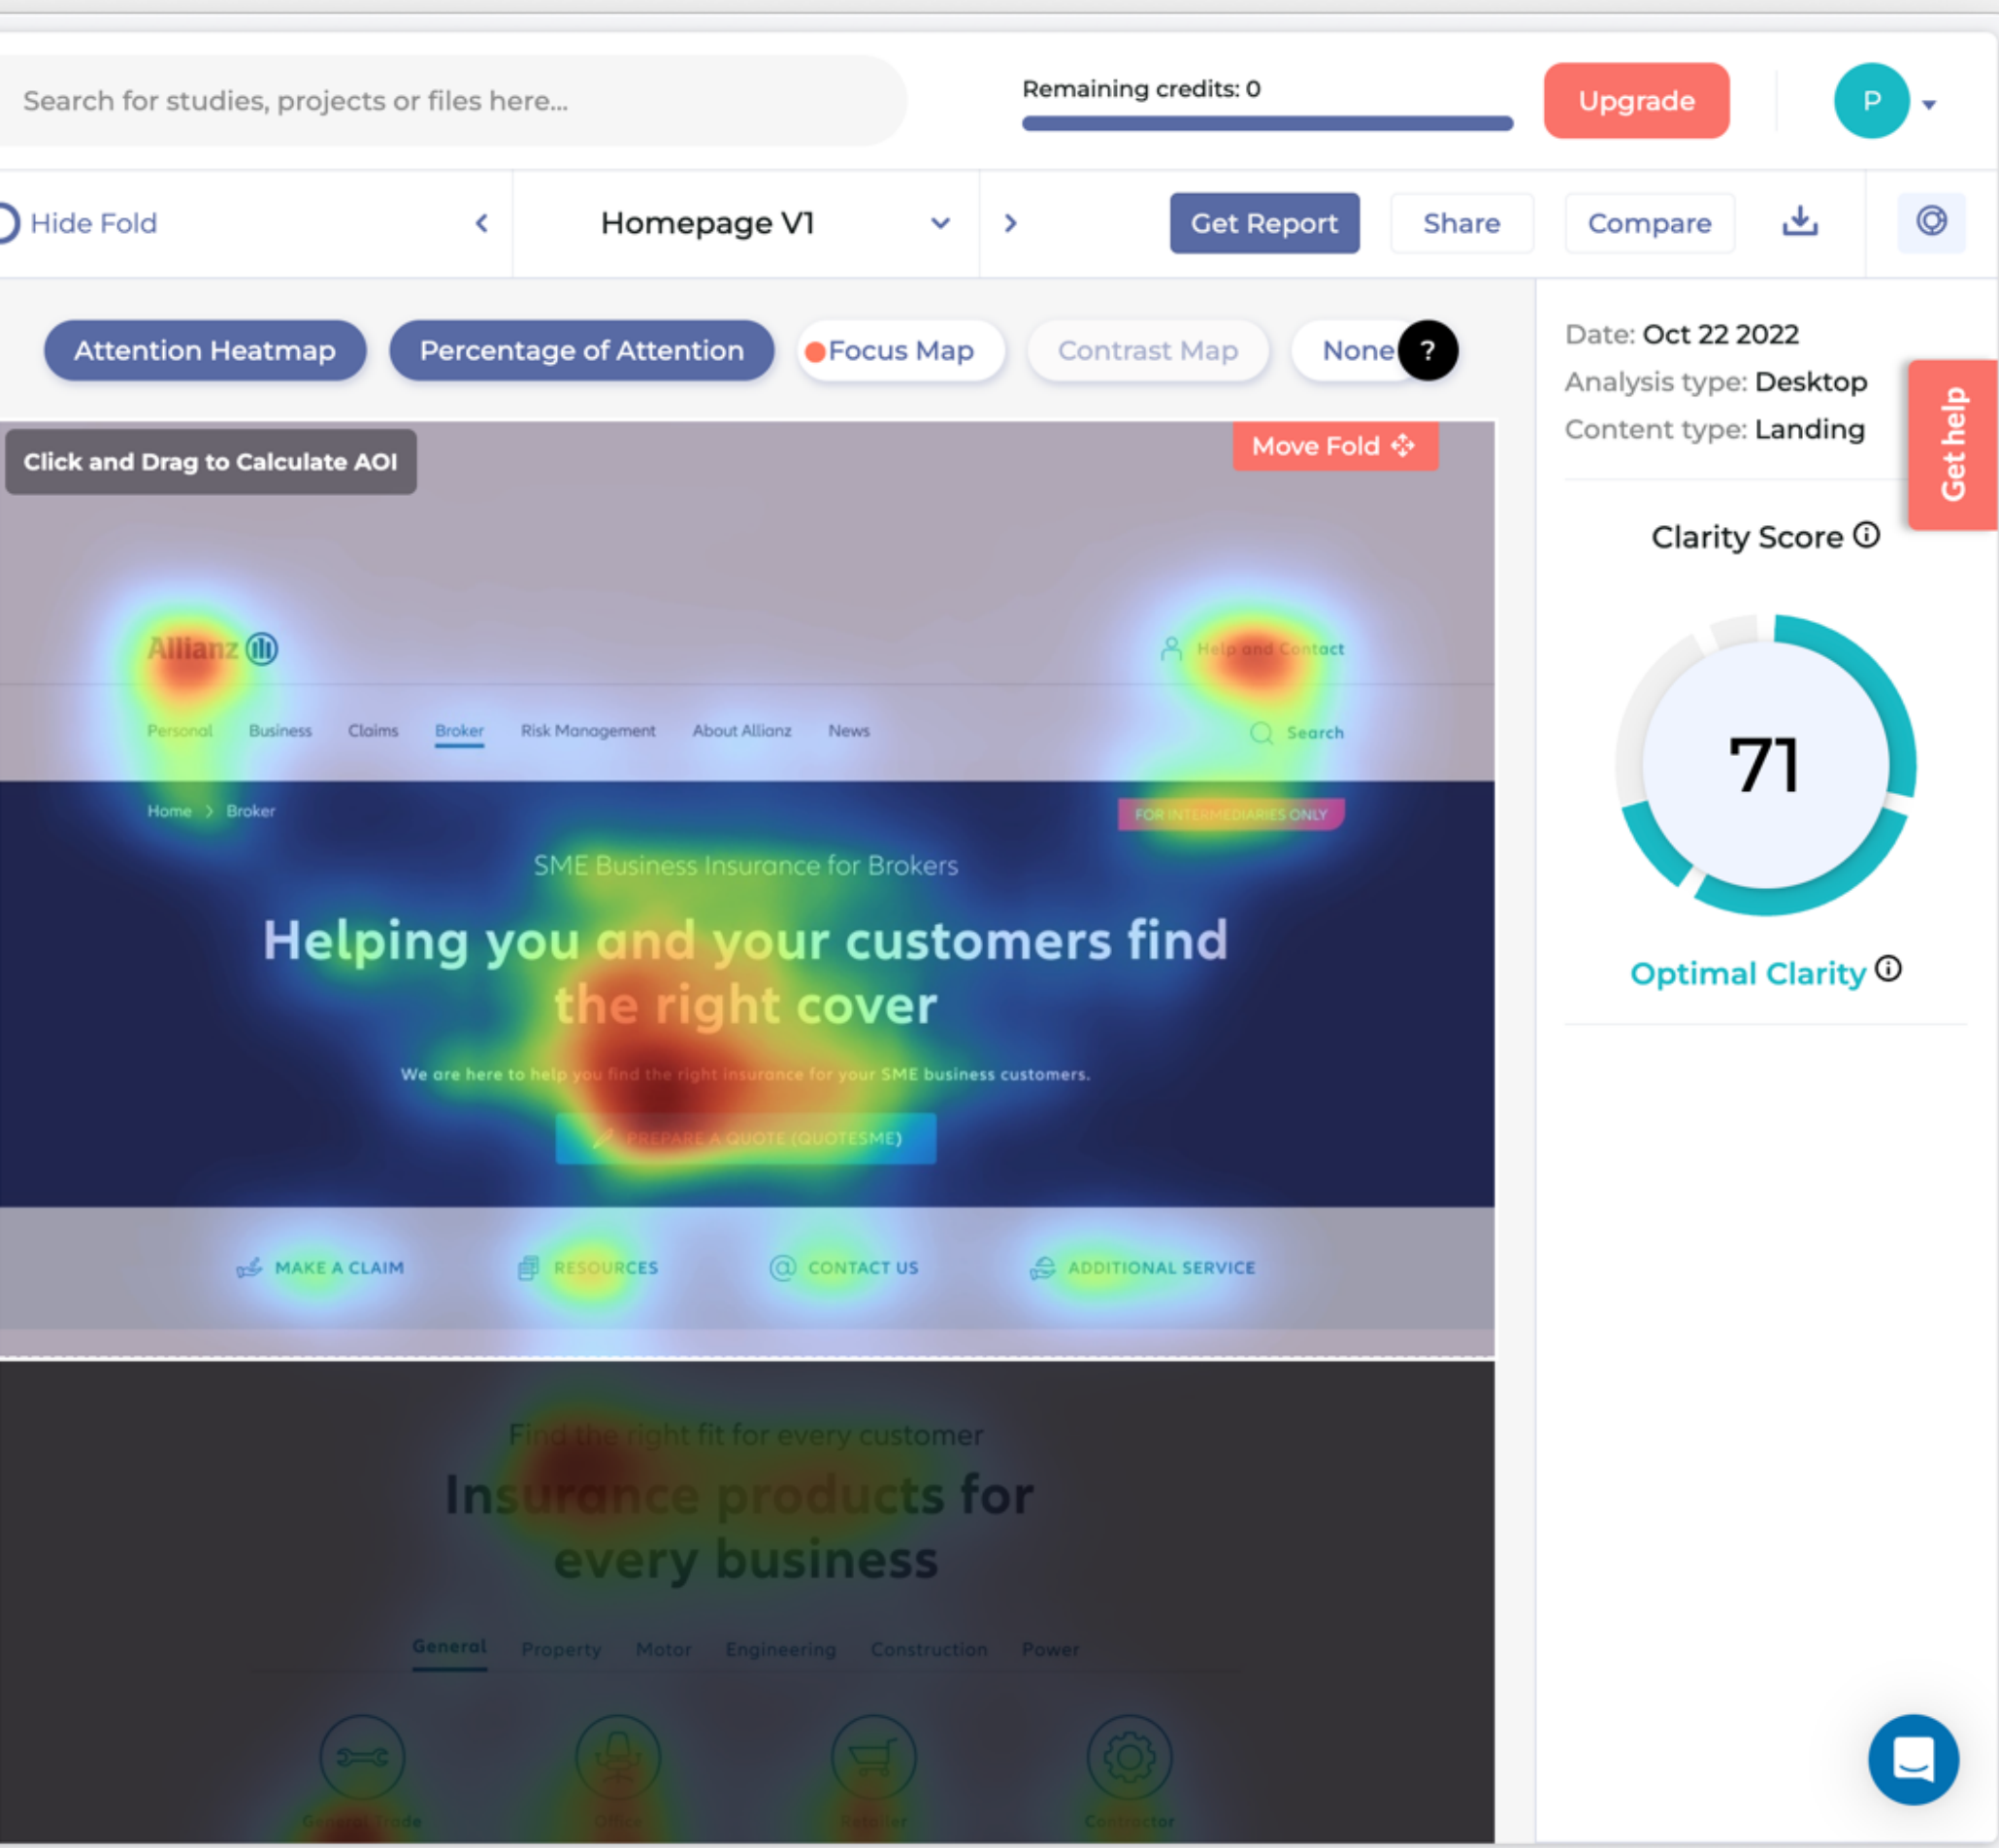 Search for studies, projects or files here...
Remaining credits: 0
Upgrade
P
Hide Fold
Homepage V1
Get Report
Share
Compare
Attention Heatmap
Percentage of Attention
Focus Map
Contrast Map
None
?
Date: Oct 22 2022
Analysis type: Desktop
Content type: Landing
Get help
Click and Drag to Calculate AOI
Move Fold
Clarity Score
71
Optimal Clarity
Allianz
Help and Contact
Personal Business Claims Broker Risk Management About Allianz News
Search
Home > Broker
FOR INTERMEDIARIES ONLY
SME Business Insurance for Brokers
Helping you and your customers find
the right cover
We are here to help you find the right insurance for your SME business customers.
PREPARE A QUOTE (QUOTESME)
MAKE A CLAIM
RESOURCES
CONTACT US
ADDITIONAL SERVICE
Find the right fit for every customer
Insurance products for
every business
General Property Motor Engineering Construction Power
General Trade
Office
Retailer
Contractor